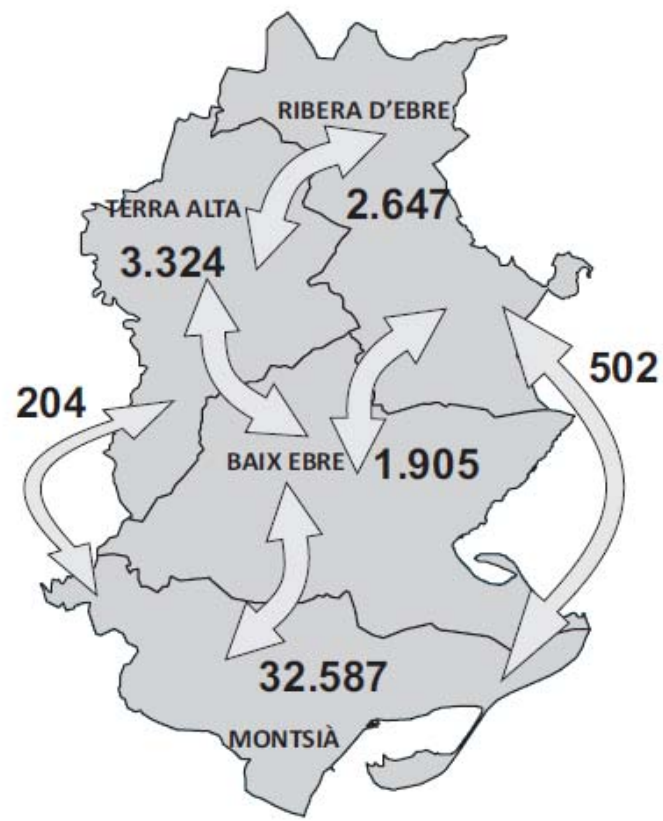 RIBERA D'EBRE
TERRA ALTA
2.647
3.324
502
204
BAIX EBRE
1.905
32.587
MONTSIÀ